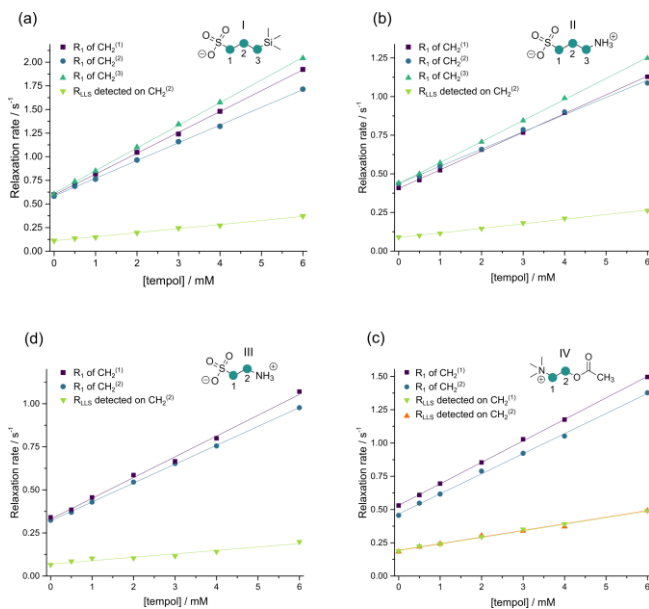 (a)
I
R₁ of CH₂⁽¹⁾
R₁ of CH₂⁽²⁾
R₁ of CH₂⁽³⁾
R_LLS detected on CH₂⁽²⁾
O
O
S
⊖O
Si
1 2 3
Relaxation rate / s⁻¹
2.00
1.75
1.50
1.25
1.00
0.75
0.50
0.25
0.00
0 1 2 3 4 5 6
[tempol] / mM
(b)
II
R₁ of CH₂⁽¹⁾
R₁ of CH₂⁽²⁾
R₁ of CH₂⁽³⁾
R_LLS detected on CH₂⁽²⁾
O
O
S
⊖O
NH₃⊕
1 2 3
Relaxation rate / s⁻¹
1.50
1.25
1.00
0.75
0.50
0.25
0.00
0 1 2 3 4 5 6
[tempol] / mM
(d)
III
R₁ of CH₂⁽¹⁾
R₁ of CH₂⁽²⁾
R_LLS detected on CH₂⁽²⁾
O
O
S
⊖O
NH₃⊕
1 2
Relaxation rate / s⁻¹
1.00
0.75
0.50
0.25
0.00
0 1 2 3 4 5 6
[tempol] / mM
(c)
IV
R₁ of CH₂⁽¹⁾
R₁ of CH₂⁽²⁾
R_LLS detected on CH₂⁽¹⁾
R_LLS detected on CH₂⁽²⁾
O
N
⊕
O
CH₃
1 2
Relaxation rate / s⁻¹
1.50
1.25
1.00
0.75
0.50
0.25
0.00
0 1 2 3 4 5 6
[tempol] / mM